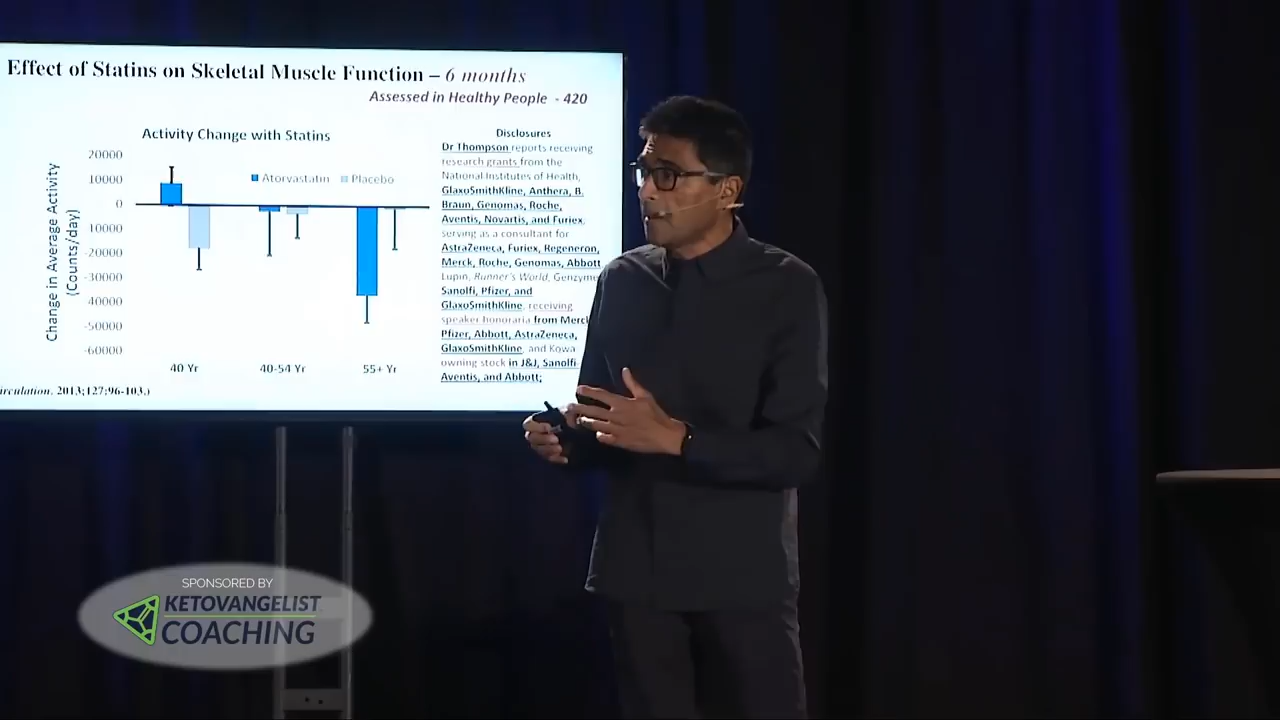 Effect of Statins on Skeletal Muscle Function – 6 months
Assessed in Healthy People - 420
Activity Change with Statins
Change in Average Activity
(Counts/day)
20000
10000
0
10000
-20000
-30000
-40000
-50000
-60000
Atorvastatin Placebo
40 Yr 40-54 Yr 55+ Yr
irculation. 2013;127:96-103.)
Disclosures
Dr Thompson reports receiving
research grants from the
National Institutes of Health,
GlaxoSmithKline, Anthera, B.
Braun, Genomas, Roche,
Aventis, Novartis, and Furiex,
serving as a consultant for
AstraZeneca, Furiex, Regeneron,
Merck, Roche, Genomas, Abbott
Lupin, Runner's World, Genzyme
Sanolfi, Pfizer, and
GlaxoSmithKline, receiving
speaker honoraria from Merck
Pfizer, Abbott, AstraZeneca,
GlaxoSmithKline, and Kowa
owning stock in J&J, Sanolfi
Aventis, and Abbott;
SPONSORED BY
KETOVANGELIST
COACHING